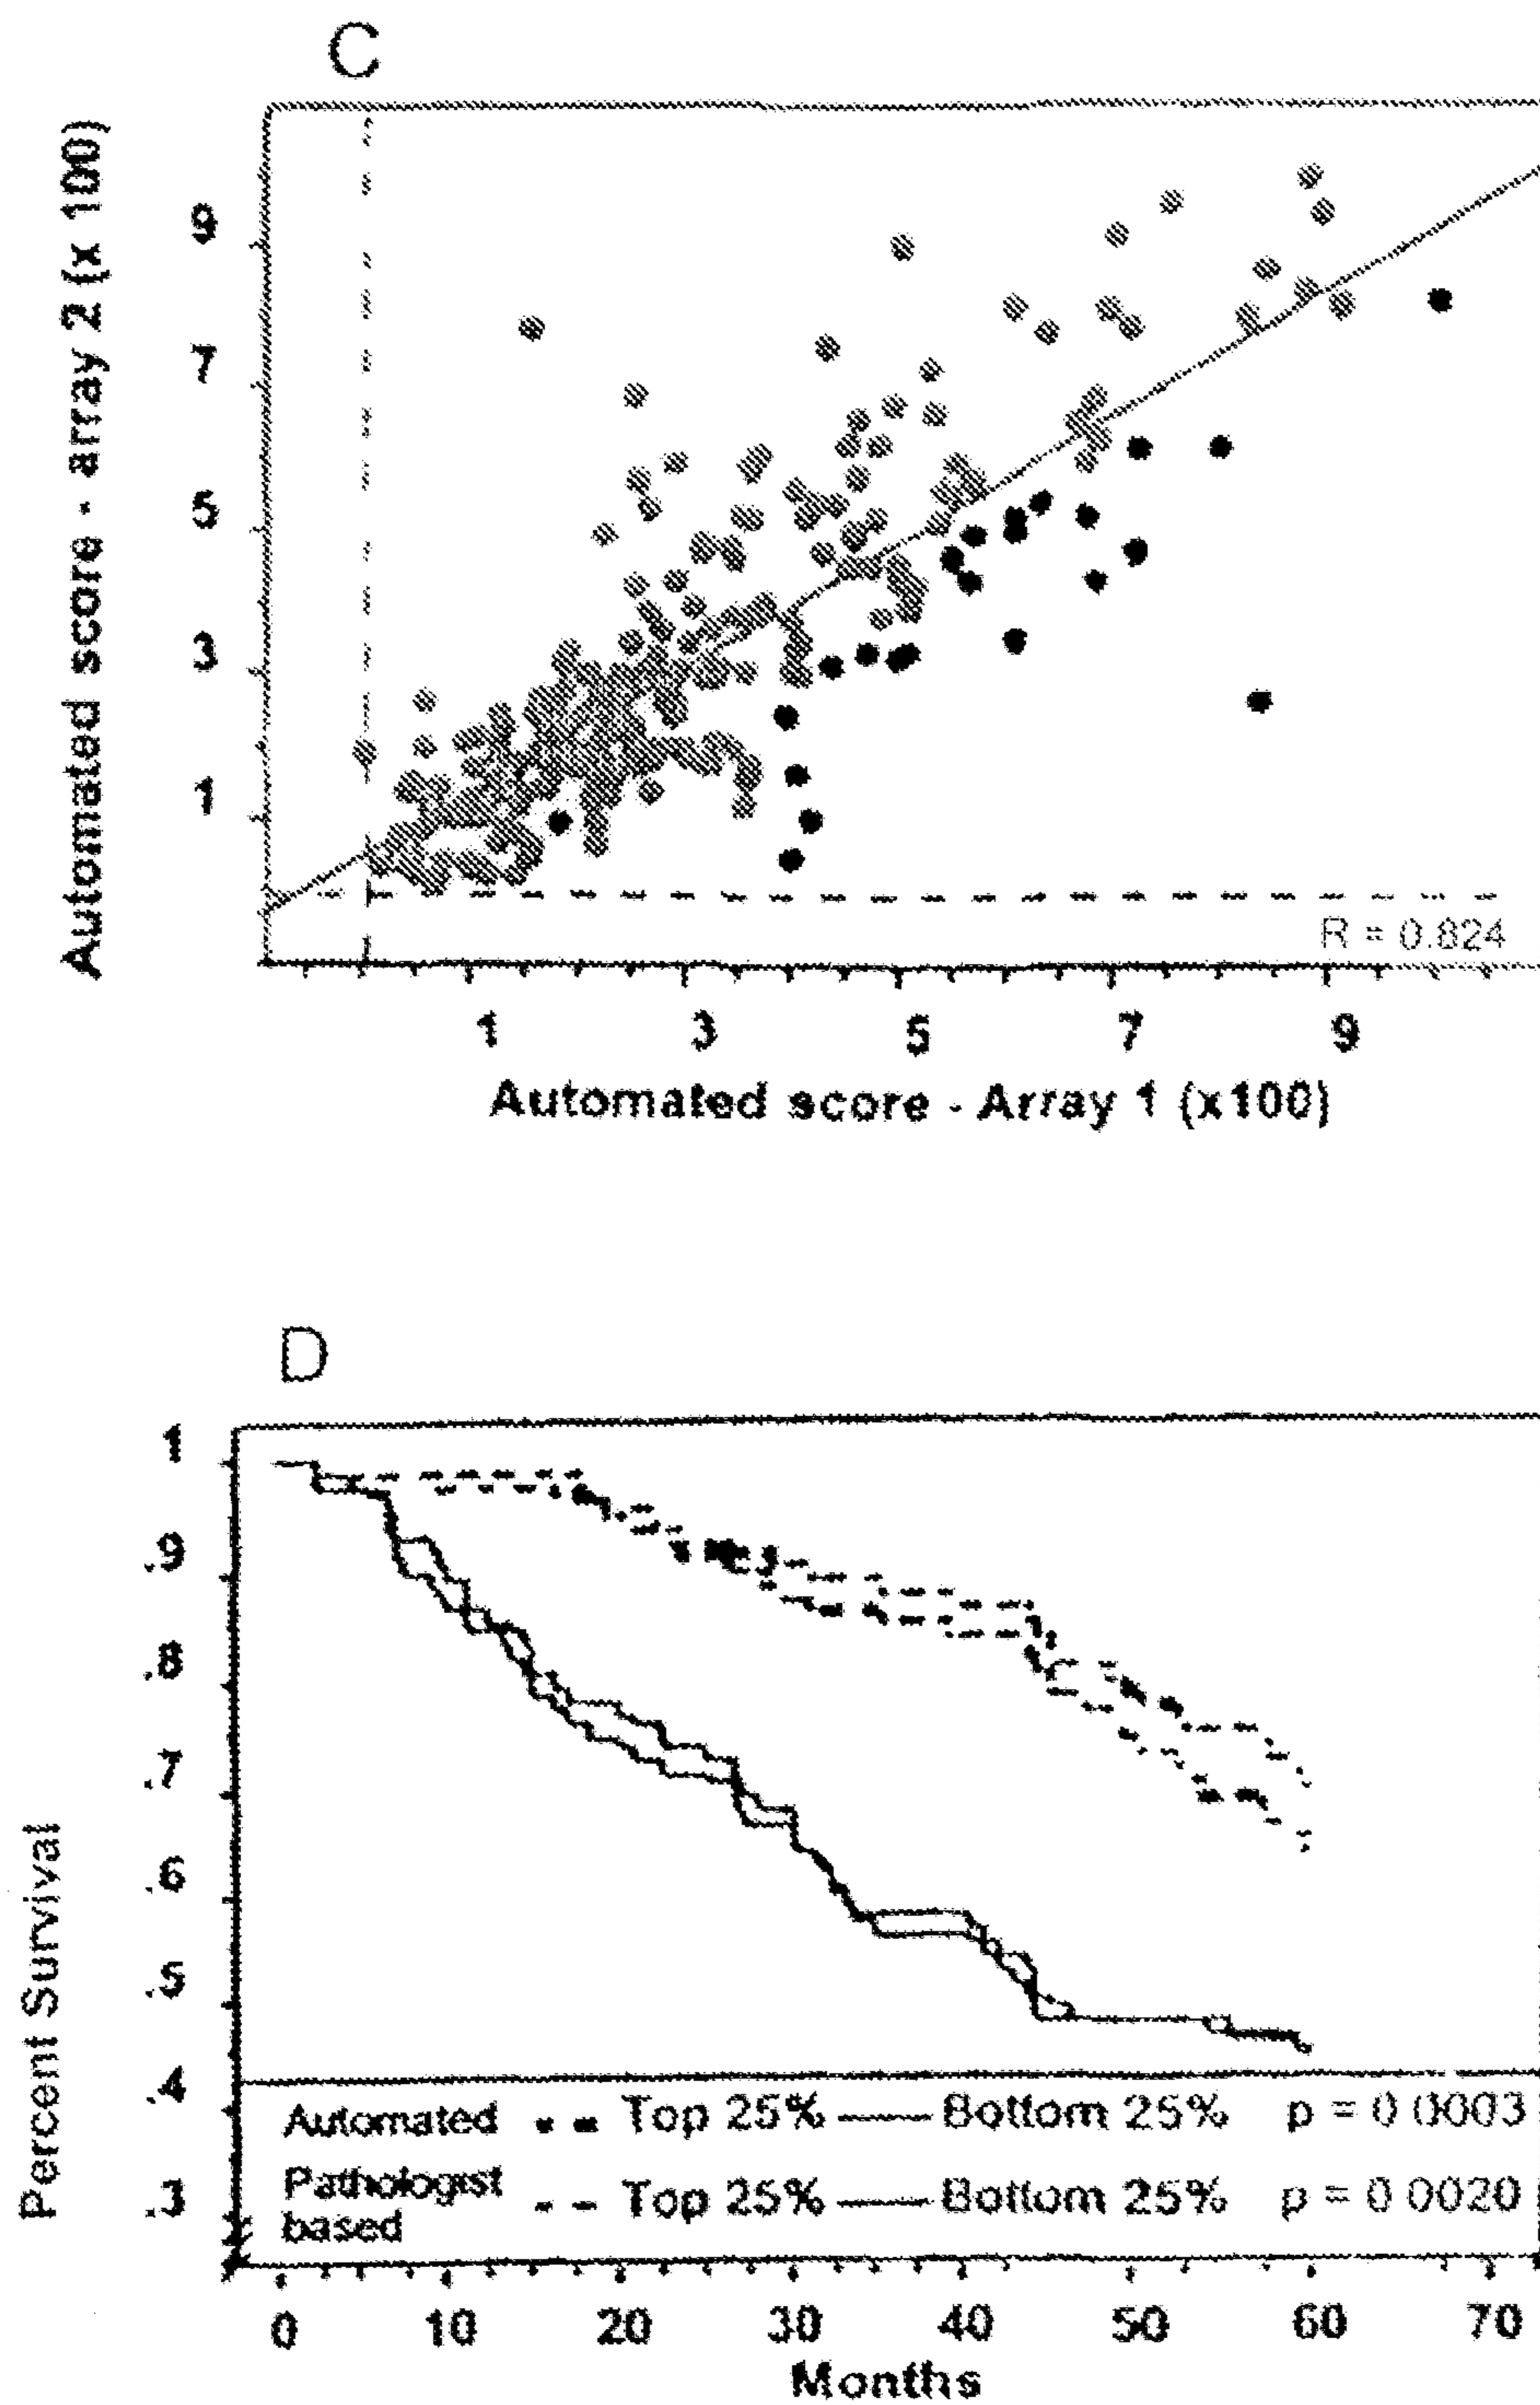 C
Automated score - array 2 (x 100)
9
7
5
3
1
R = 0.824
1 3 5 7 9
Automated score - Array 1 (x100)
D
Percent Survival
1
.9
.8
.7
.6
.5
.4
.3
Automated Top 25% Bottom 25% p = 0 0003
Pathologist based Top 25% Bottom 25% p = 0 0020
0 10 20 30 40 50 60 70
Months